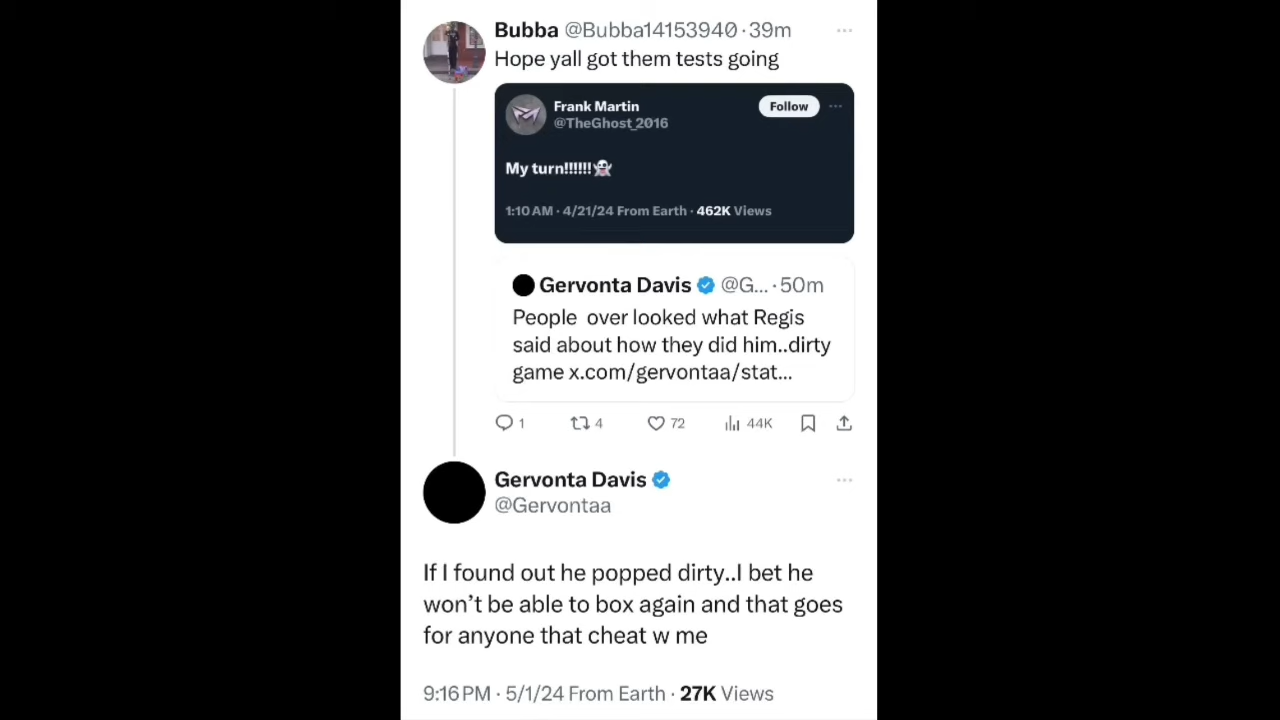 Bubba @Bubba14153940 · 39m
Hope yall got them tests going
Frank Martin
@TheGhost_2016
Follow
My turn!!!!!!👻
1:10 AM · 4/21/24 From Earth · 462K Views
Gervonta Davis @G... · 50m
People  over looked what Regis
said about how they did him..dirty
game x.com/gervontaa/stat...
1 4 72 44K
Gervonta Davis
@Gervontaa
If I found out he popped dirty..I bet he
won't be able to box again and that goes
for anyone that cheat w me
9:16 PM · 5/1/24 From Earth · 27K Views